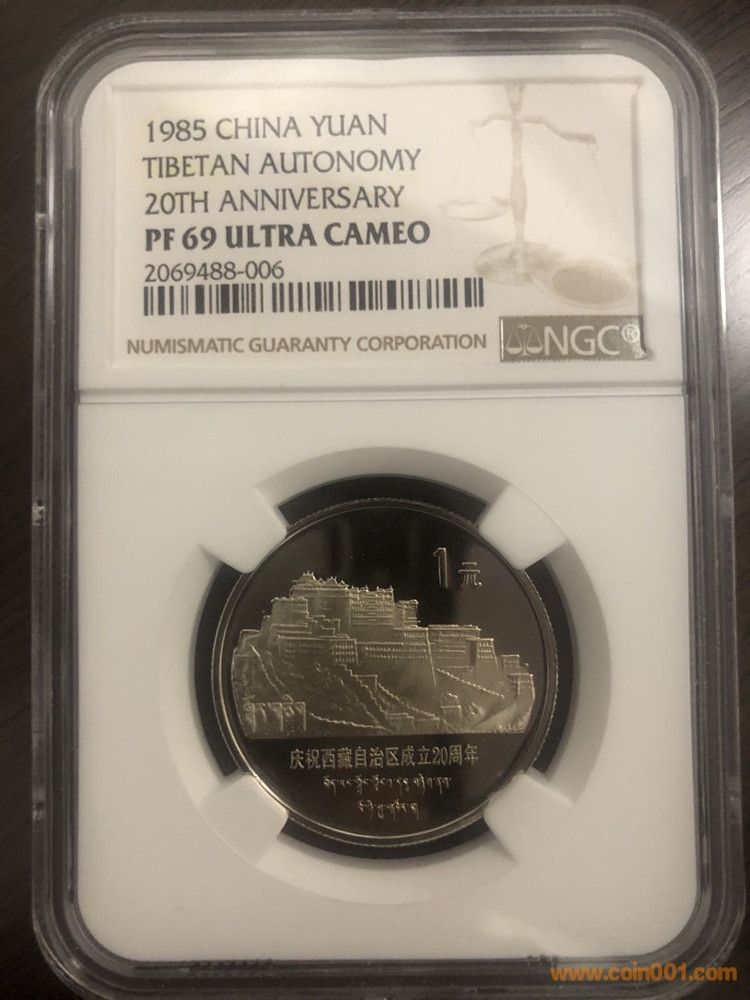 1985 CHINA YUAN
TIBETAN AUTONOMY
20TH ANNIVERSARY
PF 69 ULTRA CAMEO
2069488-006
NUMISMATIC GUARANTY CORPORATION
NGC®
1元
庆祝西藏自治区成立20周年
www.coin001.com